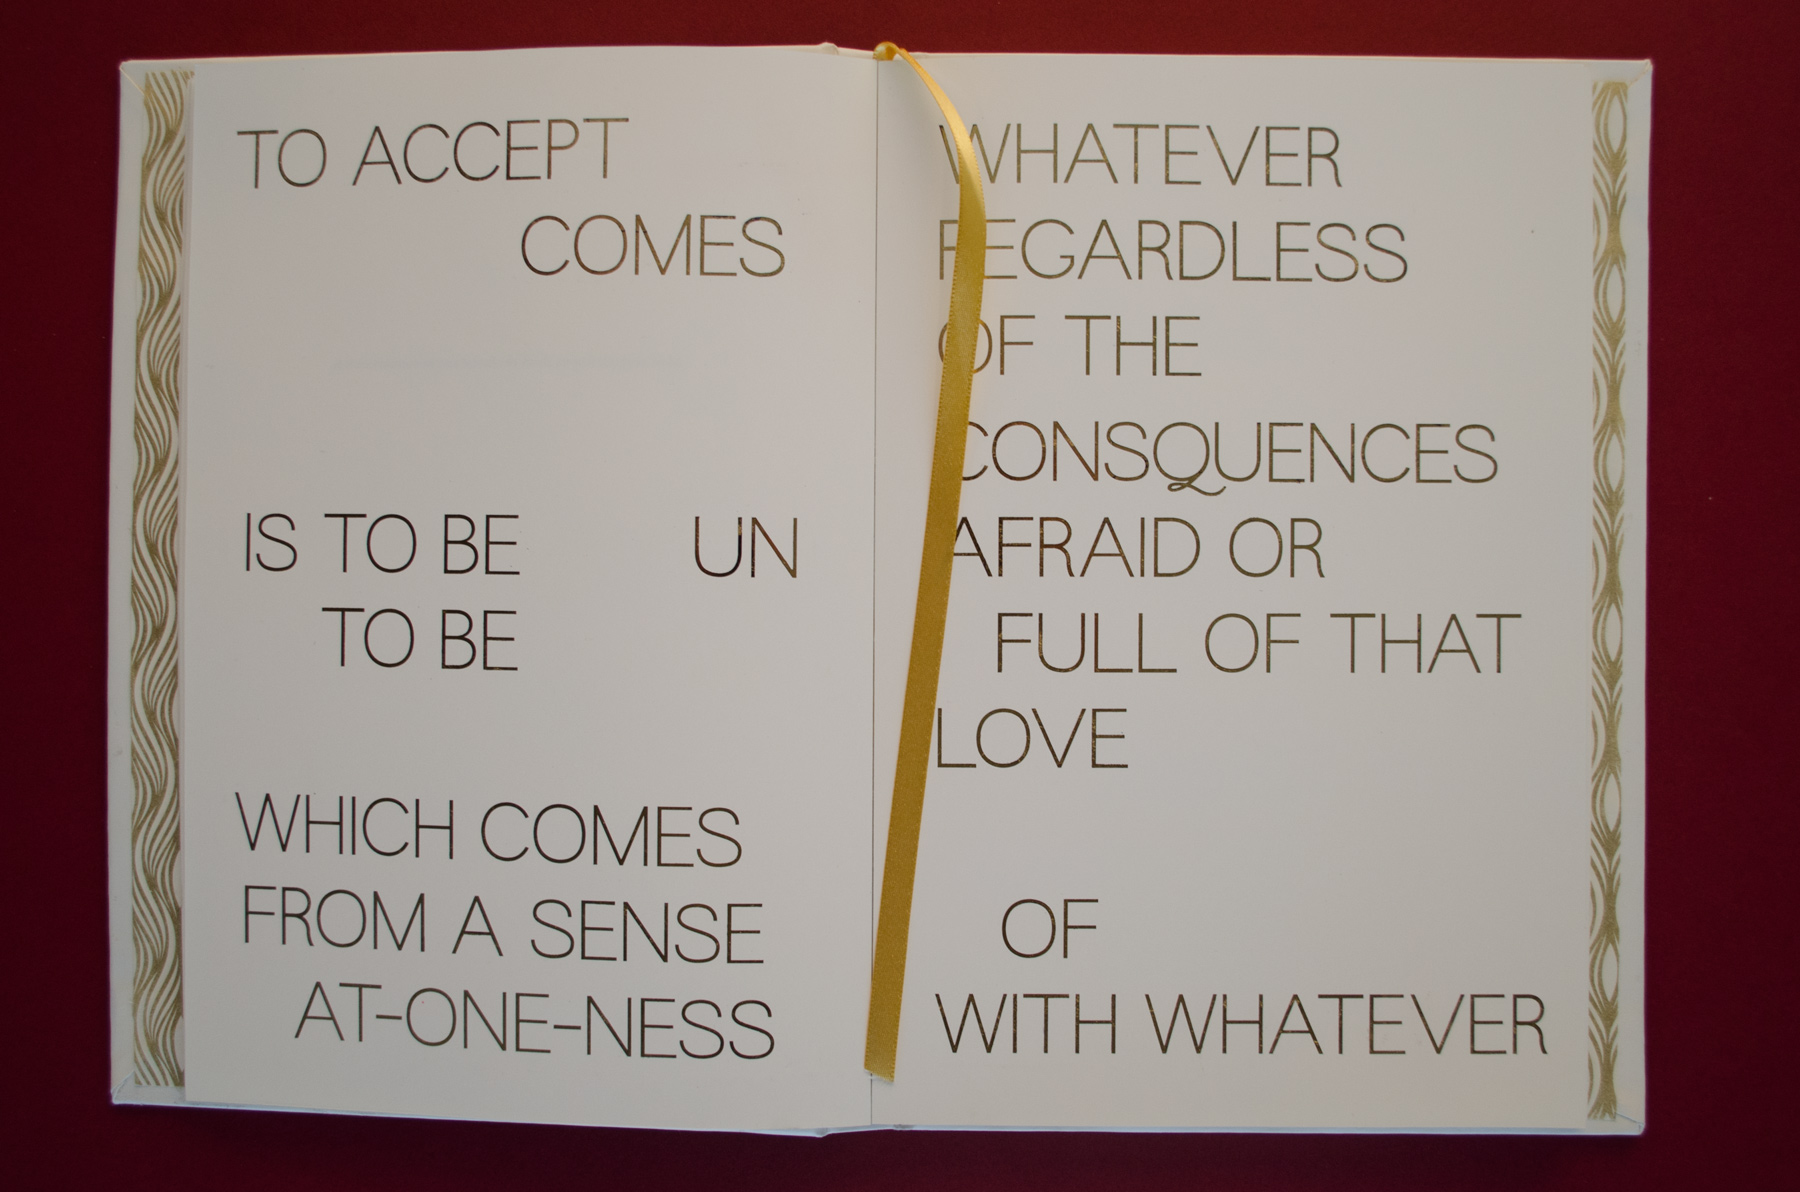 TO ACCEPT WHATEVER
COMES REGARDLESS
OF THE
CONSQUENCES
IS TO BE UN AFRAID OR
TO BE FULL OF THAT
LOVE
WHICH COMES
FROM A SENSE OF
AT-ONE-NESS WITH WHATEVER